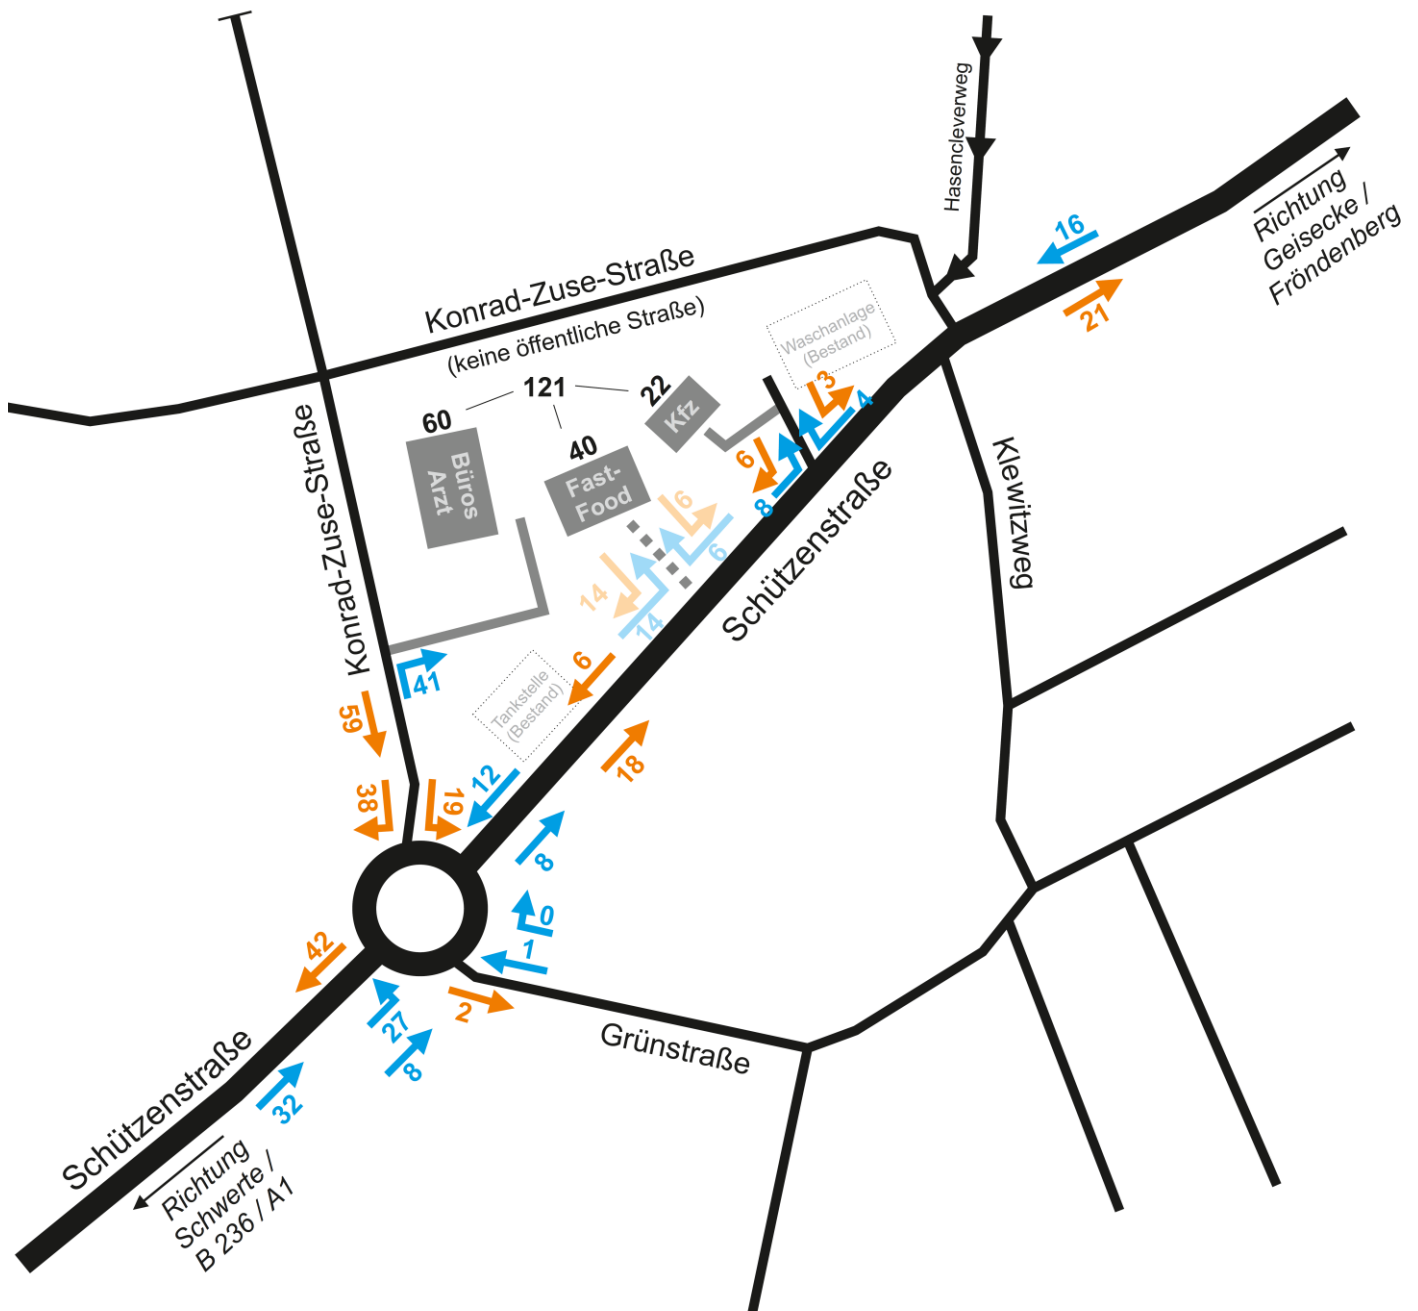 Hasencleverweg
Richtung
Geisecke /
Fröndenberg
16
21
Konrad-Zuse-Straße
(keine öffentliche Straße)
Waschanlage
(Bestand)
121
60
40
22
Büros
Arzt
Fast-
Food
Kfz
3
4
6
8
6
6
14
14
Schützenstraße
Klewitzweg
Konrad-Zuse-Straße
41
59
Tankstelle
(Bestand)
6
18
12
8
38
19
0
1
2
42
27
8
32
Grünstraße
Schützenstraße
Richtung
Schwerte /
B 236 / A1